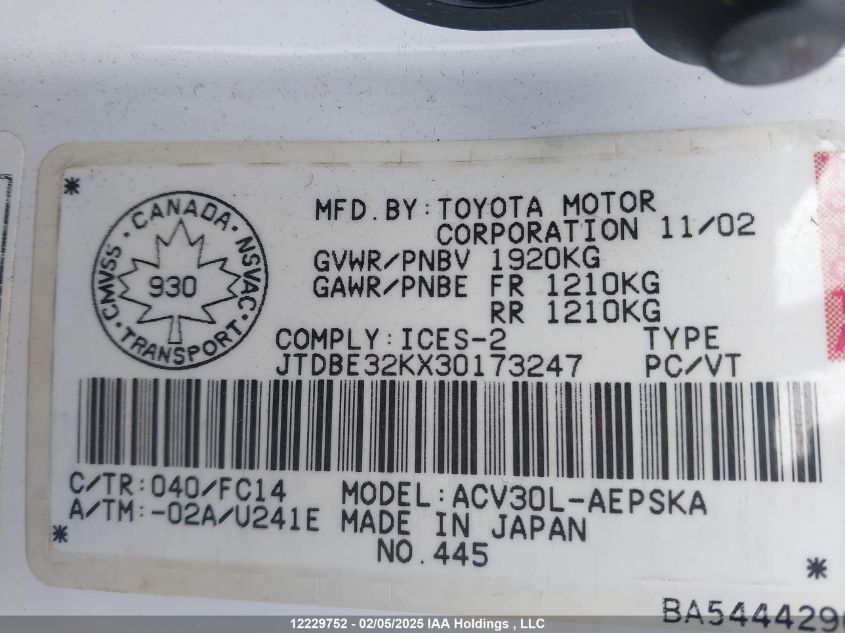 CANADA
CMVSS
NSVAC
930
TRANSPORT
MFD.BY:TOYOTA MOTOR
CORPORATION 11/02
GVWR/PNBV 1920KG
GAWR/PNBE FR 1210KG
RR 1210KG
COMPLY:ICES-2 TYPE
JTDBE32KX30173247 PC/VT
C/TR:040/FC14 MODEL:ACV30L-AEPSKA
A/TM:-02A/U241E MADE IN JAPAN
NO.445
12229752 - 02/05/2025 IAA Holdings , LLC